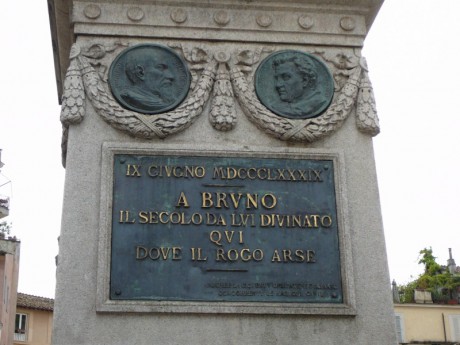 IX GIVGNO MDCCCLXXXIX
A BRVNO
IL SECOLO DA LVI DIVINATO
QVI
DOVE IL ROGO ARSE